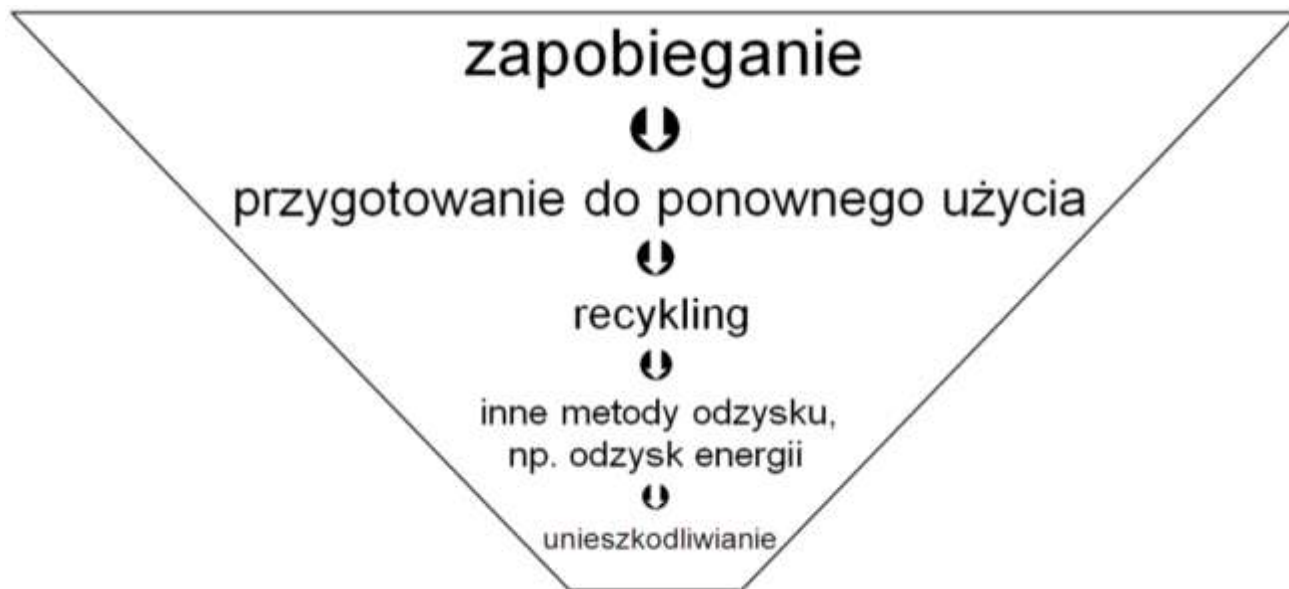 zapobieganie
przygotowanie do ponownego użycia
recykling
inne metody odzysku,
np. odzysk energii
unieszkodliwianie